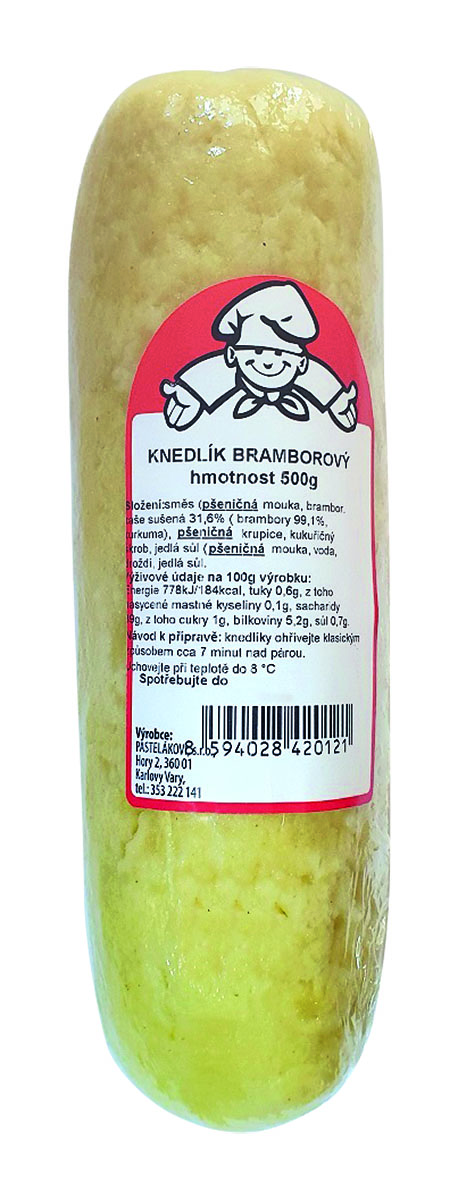 KNEDLÍK BRAMBOROVÝ
hmotnost 500g
Složení:směs (pšeničná mouka, brambor.
kaše sušená 31,6% ( brambory 99,1%,
kurkuma), pšeničná krupice, kukuřičný
škrob, jedlá sůl (pšeničná mouka, voda,
droždí, jedlá sůl.
Výživové údaje na 100g výrobku:
Energie 778kJ/184kcal, tuky 0,6g, z toho
nasycené mastné kyseliny 0,1g, sacharidy
9g, z toho cukry 1g, bílkoviny 5,2g, sůl 0,7g.
Návod k přípravě: knedlíky ohřívejte klasickým
způsobem cca 7 minut nad párou.
Uchovejte při teplotě do 8 °C
Spotřebujte do
Výrobce:
PASTELÁKOVI s.r.o.,
Hory 2, 360 01
Karlovy Vary,
tel.: 353 222 141
8 594028 420121